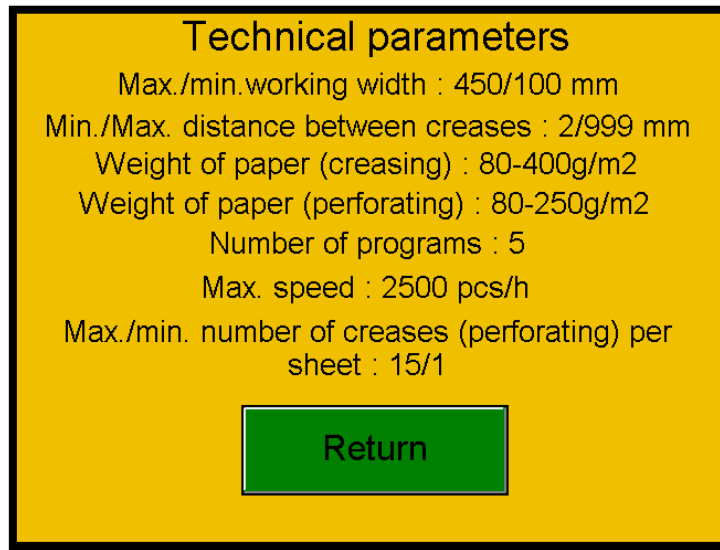 Technical parameters
Max./min.working width : 450/100 mm
Min./Max. distance between creases : 2/999 mm
Weight of paper (creasing) : 80-400g/m2
Weight of paper (perforating) : 80-250g/m2
Number of programs : 5
Max. speed : 2500 pcs/h
Max./min. number of creases (perforating) per
sheet : 15/1
Return